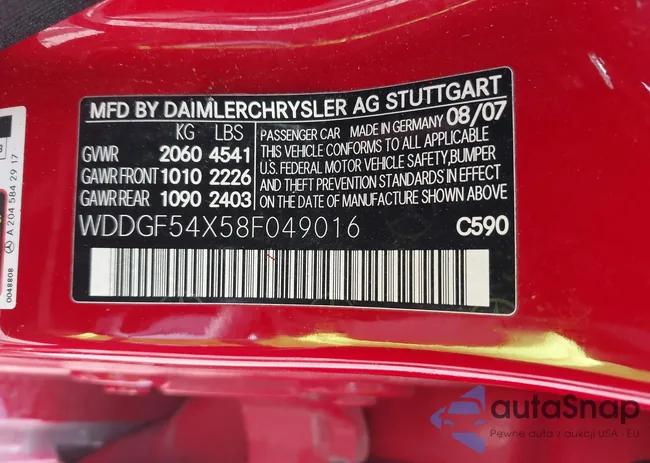 MFD BY DAIMLERCHRYSLER AG STUTTGART
KG LBS
GVWR 2060 4541
GAWR FRONT 1010 2226
GAWR REAR 1090 2403
PASSENGER CAR MADE IN GERMANY 08/07
THIS VEHICLE CONFORMS TO ALL APPLICABLE
U.S. FEDERAL MOTOR VEHICLE SAFETY,BUMPER
AND THEFT PREVENTION STANDARDS IN EFFECT
ON THE DATE OF MANUFACTURE SHOWN ABOVE.
WDDGF54X58F049016 C590
A 204 584 29 17
0048808
autoSnap
Pewne auta z aukcji USA - EU